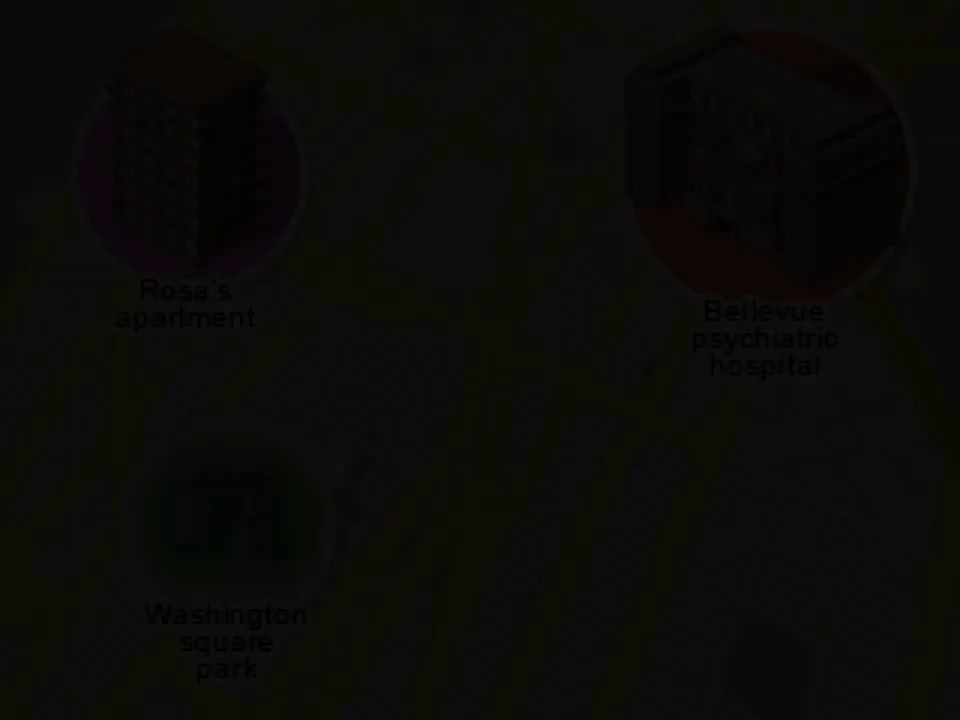 Rosa's
apartment
Bellevue
psychiatric
hospital
Washington
square
park